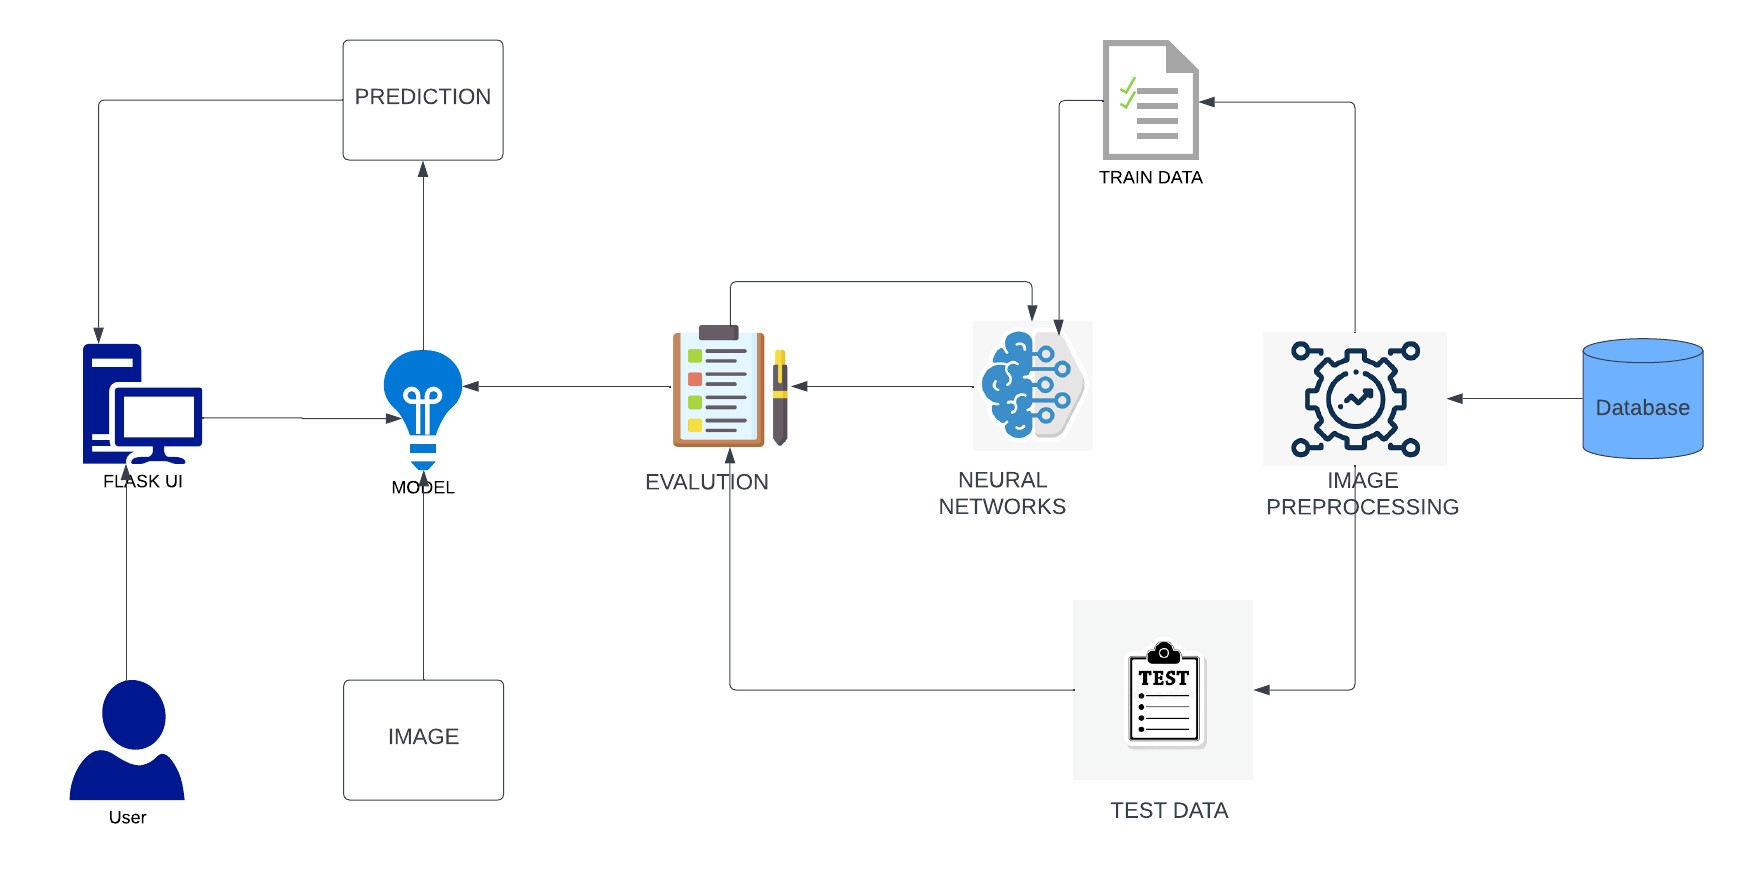 PREDICTION
TRAIN DATA
Database
FLASK UI
MODEL
EVALUTION
NEURAL
NETWORKS
IMAGE
PREPROCESSING
TEST
IMAGE
User
TEST DATA